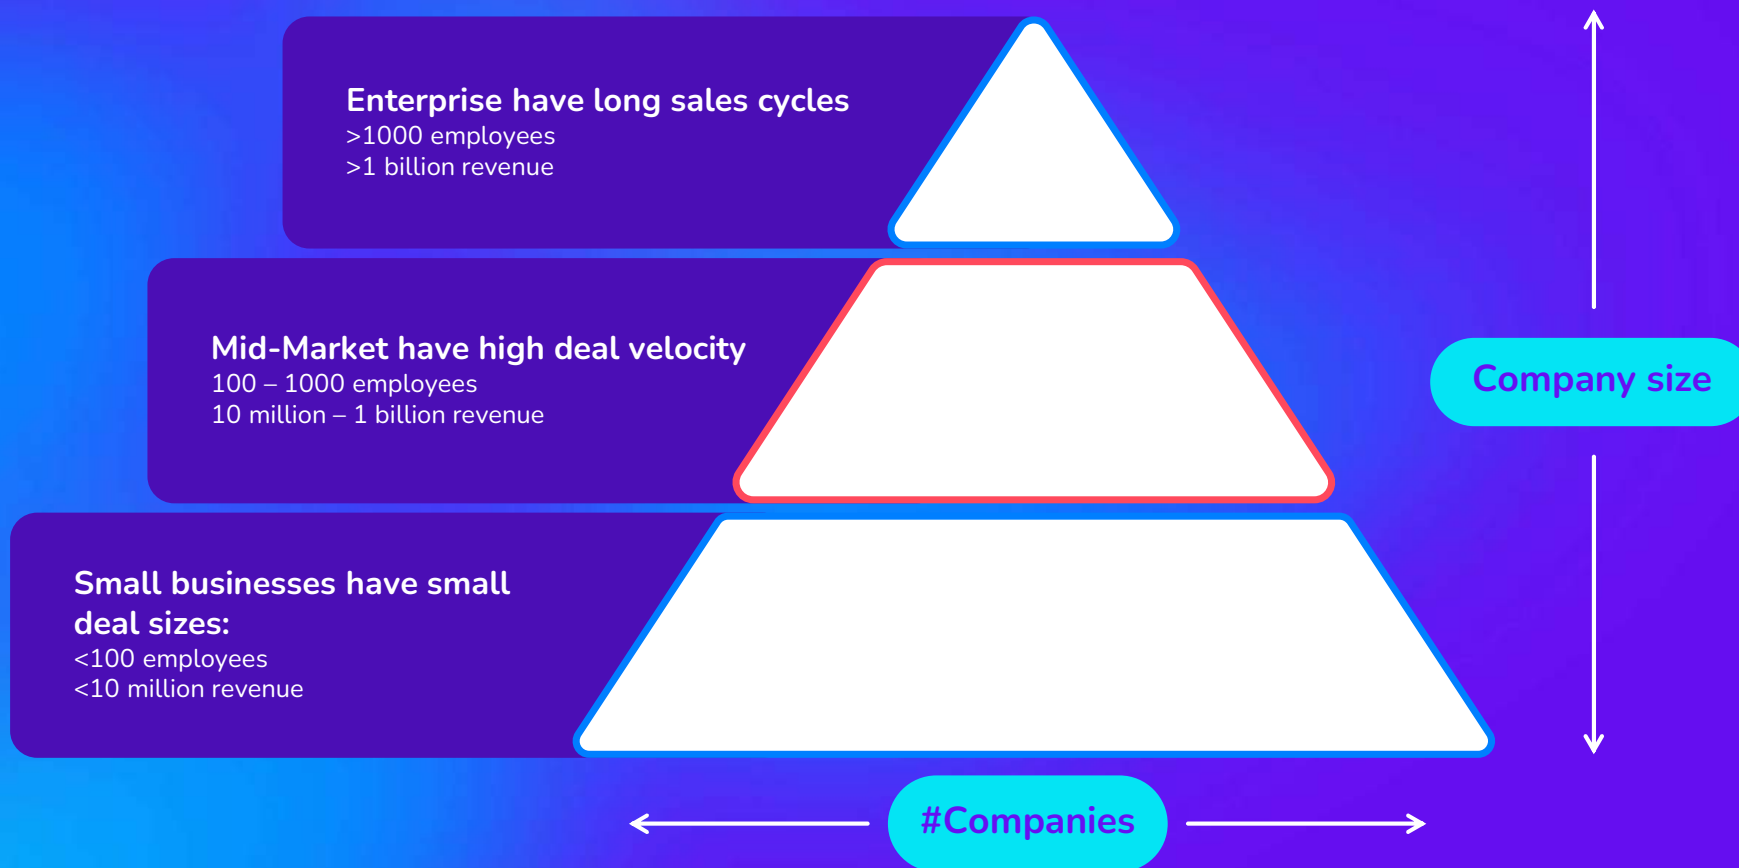 Enterprise have long sales cycles
>1000 employees
>1 billion revenue
Mid-Market have high deal velocity
100 – 1000 employees
10 million – 1 billion revenue
Company size
Small businesses have small
deal sizes:
<100 employees
<10 million revenue
#Companies